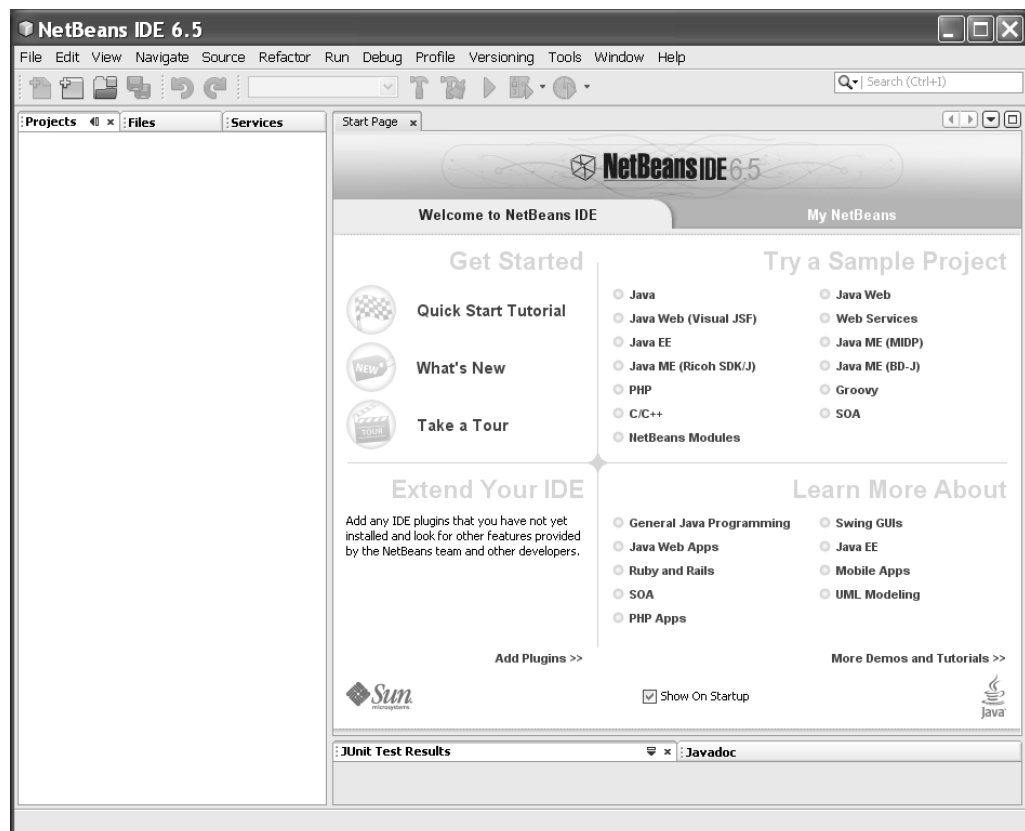 NetBeans IDE 6.5
File Edit View Navigate Source Refactor Run Debug Profile Versioning Tools Window Help
Search (Ctrl+I)
Projects Files Services
Start Page
NetBeans IDE 6.5
Welcome to NetBeans IDE
My NetBeans
Get Started
Quick Start Tutorial
NEW
What's New
TOUR
Take a Tour
Try a Sample Project
Java
Java Web
Java Web (Visual JSF)
Web Services
Java EE
Java ME (MIDP)
Java ME (Ricoh SDK/J)
Java ME (BD-J)
PHP
Groovy
C/C++
SOA
NetBeans Modules
Extend Your IDE
Add any IDE plugins that you have not yet
installed and look for other features provided
by the NetBeans team and other developers.
Add Plugins >>
Learn More About
General Java Programming
Swing GUIs
Java Web Apps
Java EE
Ruby and Rails
Mobile Apps
SOA
UML Modeling
PHP Apps
More Demos and Tutorials >>
Sun
microsystems
Show On Startup
Java
JUnit Test Results
Javadoc